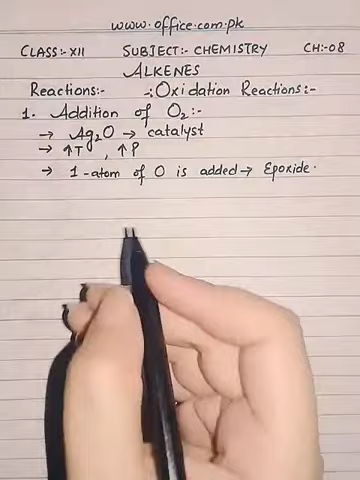 www.office.com.pk
CLASS:- XII SUBJECT:- CHEMISTRY CH:- 08
ALKENES
Reactions:- -:Oxidation Reactions:-
1. Addition of O₂:-
→ Ag₂O → catalyst
→ ↑T , ↑P
→ 1-atom of O is added → Epoxide.